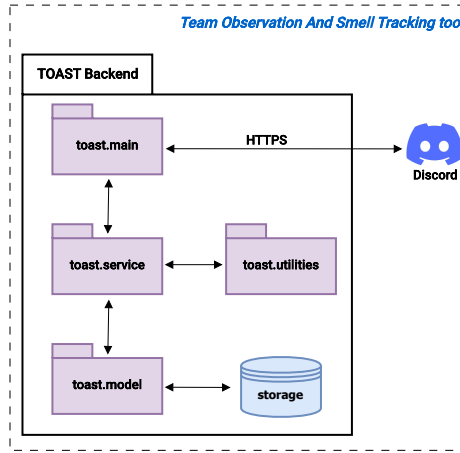 Team Observation And Smell Tracking too
TOAST Backend
toast.main
HTTPS
Discord
toast.service
toast.utilities
toast.model
storage